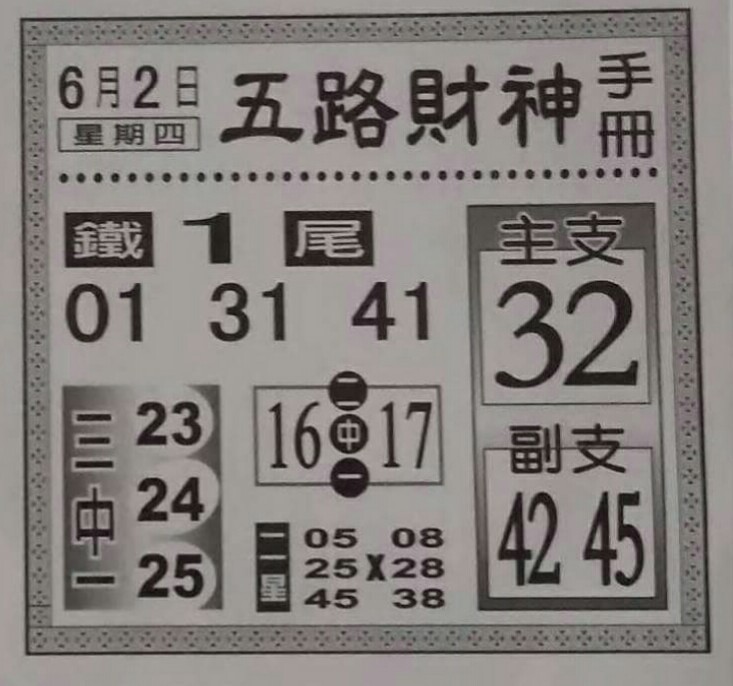 6月2日
星期四
五路財神
手冊
鐵 1 尾
01 31 41
主支
32
三中一
23
24
25
16 二中一 17
副支
42 45
二星
05 08
25 X 28
45 38